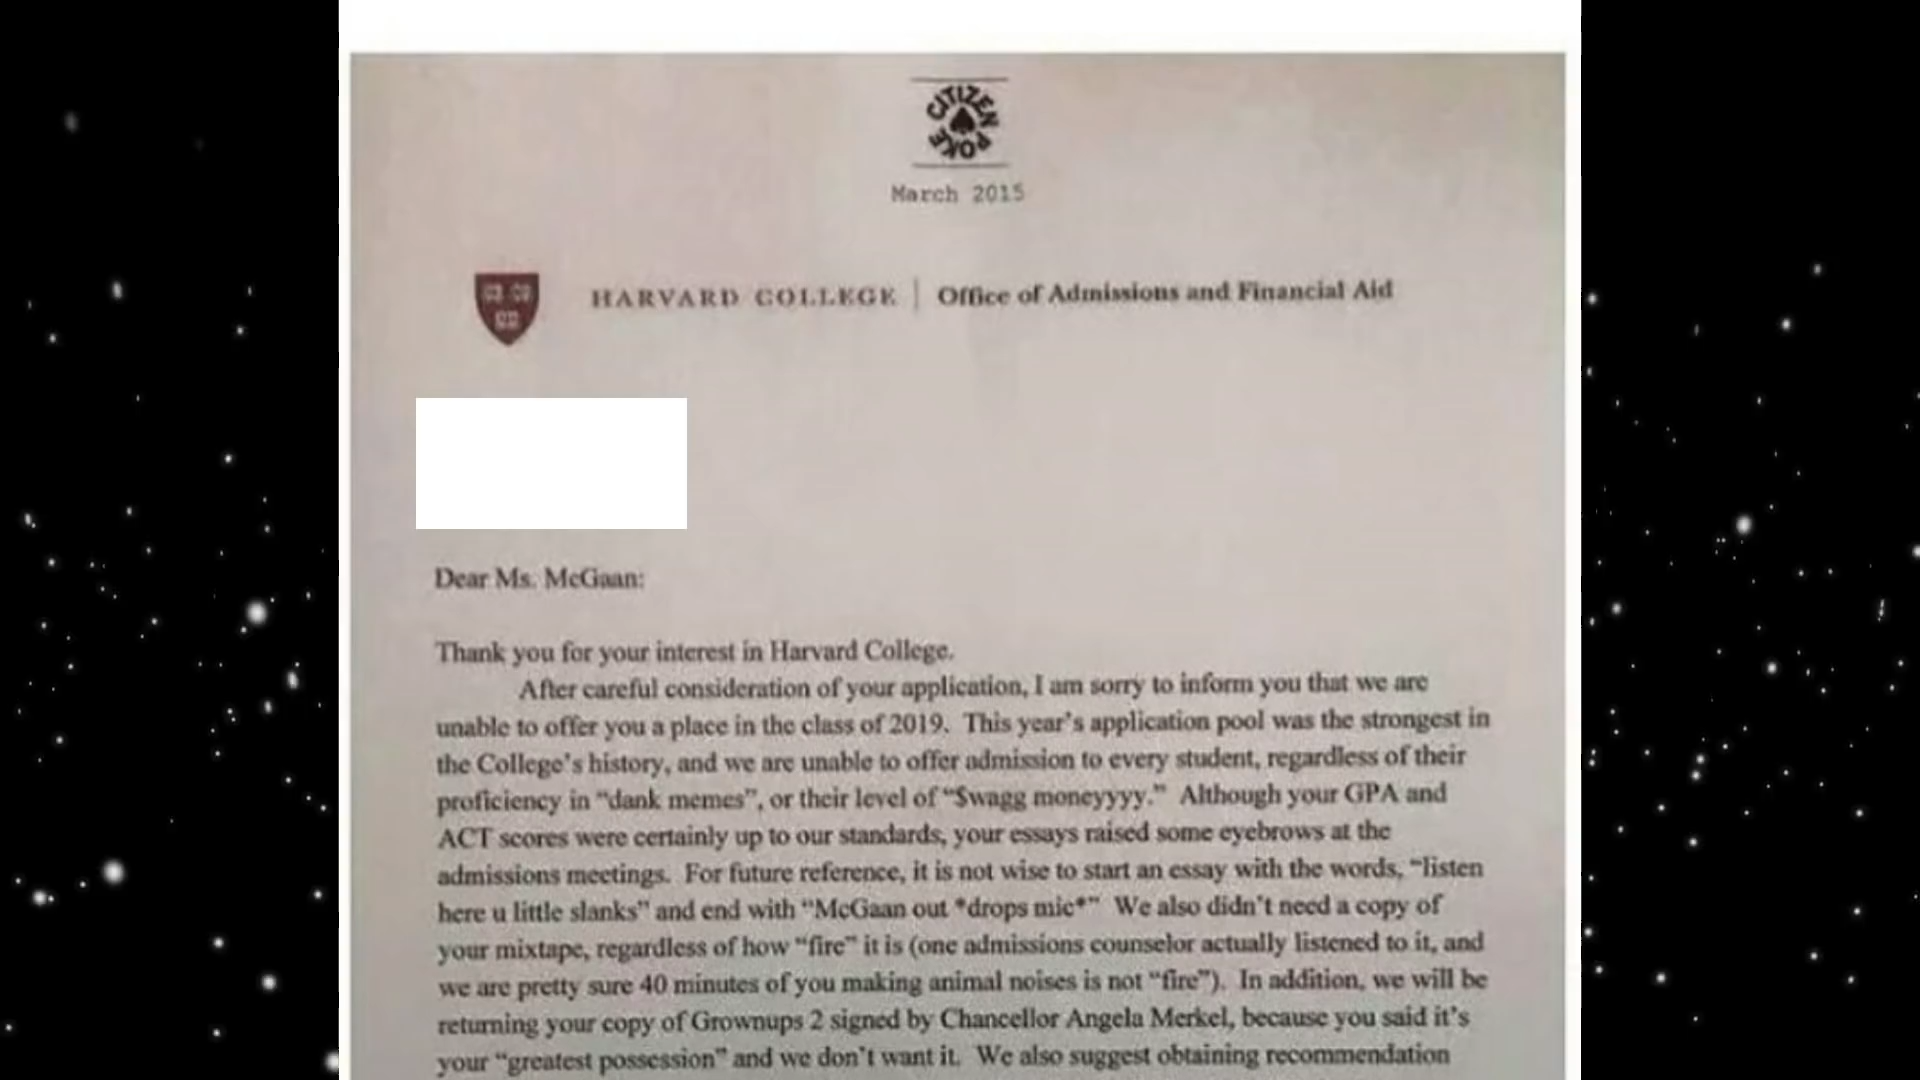 CITIZEN
POKE
March 2015
HARVARD COLLEGE | Office of Admissions and Financial Aid
Dear Ms. McGaan:
Thank you for your interest in Harvard College.
After careful consideration of your application, I am sorry to inform you that we are
unable to offer you a place in the class of 2019. This year's application pool was the strongest in
the College's history, and we are unable to offer admission to every student, regardless of their
proficiency in "dank memes", or their level of "$wagg moneyyyy." Although your GPA and
ACT scores were certainly up to our standards, your essays raised some eyebrows at the
admissions meetings. For future reference, it is not wise to start an essay with the words, "listen
here u little slanks" and end with "McGaan out *drops mic*" We also didn't need a copy of
your mixtape, regardless of how "fire" it is (one admissions counselor actually listened to it, and
we are pretty sure 40 minutes of you making animal noises is not "fire"). In addition, we will be
returning your copy of Grownups 2 signed by Chancellor Angela Merkel, because you said it's
your "greatest possession" and we don't want it. We also suggest obtaining recommendation